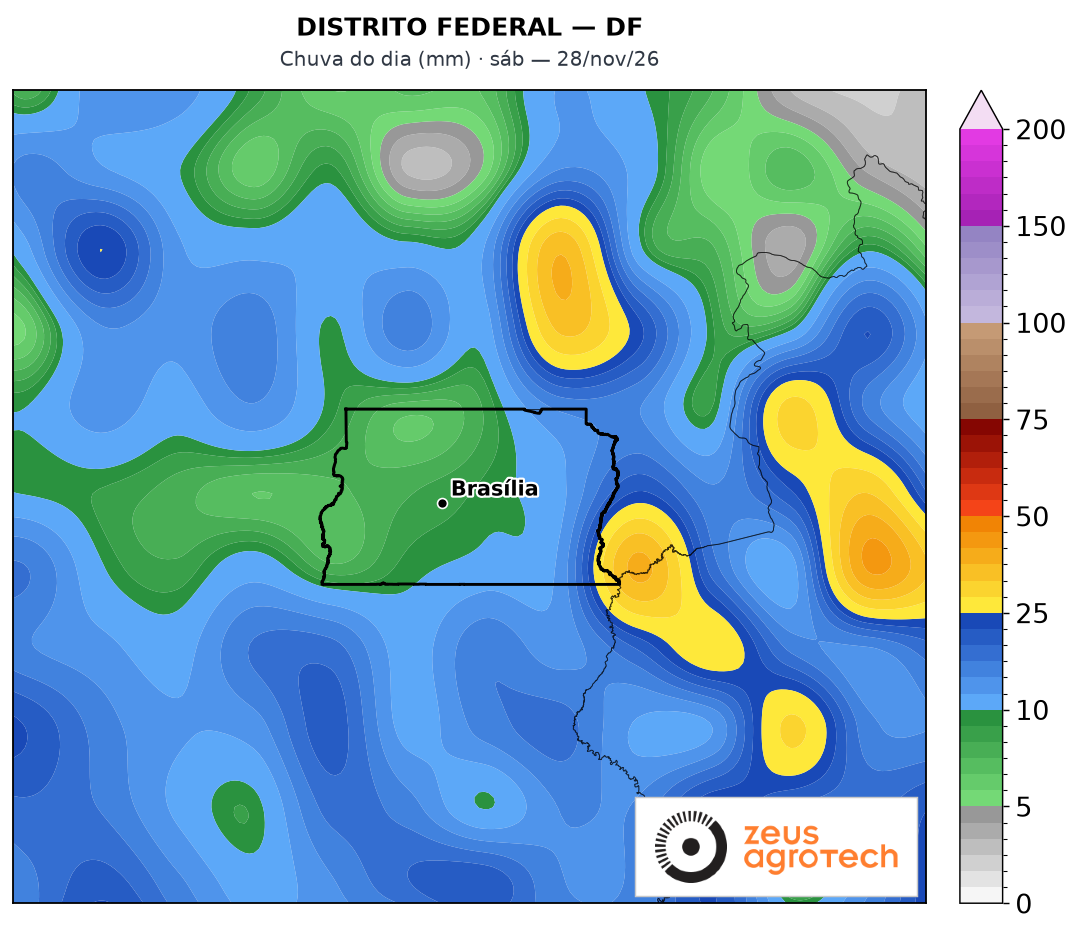 DISTRITO FEDERAL — DF
Chuva do dia (mm) · sáb — 28/nov/26
200
150
100
75
50
25
10
5
0
Brasília
zeus
agrotech